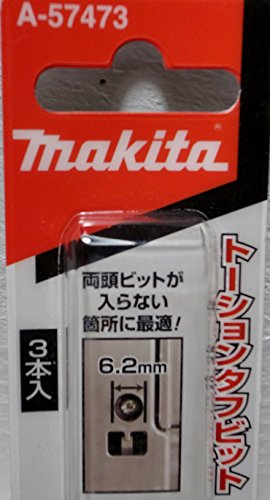 A-57473
makita®
両頭ビットが
入らない
箇所に最適!
6.2mm
3本入
トーションタフビット